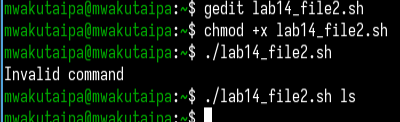 mwakutaipa@mwakutaipa:~$ gedit lab14_file2.sh
mwakutaipa@mwakutaipa:~$ chmod +x lab14_file2.sh
mwakutaipa@mwakutaipa:~$ ./lab14_file2.sh
Invalid command
mwakutaipa@mwakutaipa:~$ ./lab14_file2.sh ls
mwakutaipa@mwakutaipa:~$